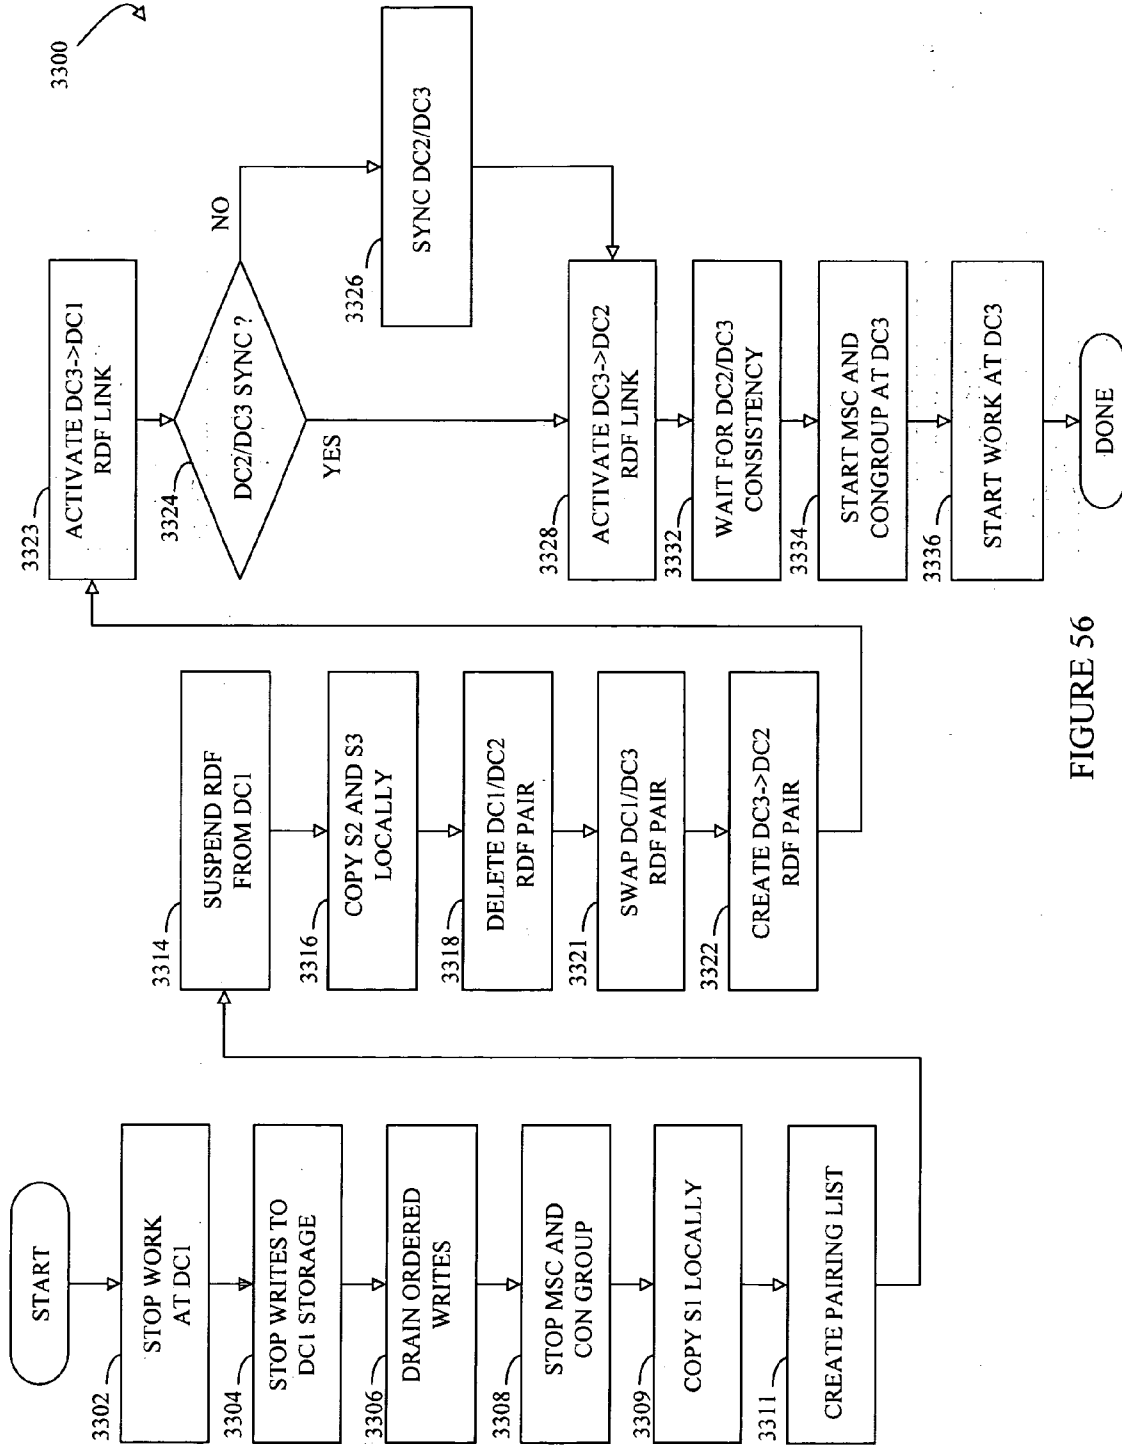 3300
START
3302
STOP WORK
AT DC1
3304
STOP WRITES TO
DC1 STORAGE
3306
DRAIN ORDERED
WRITES
3308
STOP MSC AND
CON GROUP
3309
COPY S1 LOCALLY
3311
CREATE PAIRING LIST
3314
SUSPEND RDF
FROM DC1
3316
COPY S2 AND S3
LOCALLY
3318
DELETE DC1/DC2
RDF PAIR
3321
SWAP DC1/DC3
RDF PAIR
3322
CREATE DC3->DC2
RDF PAIR
3323
ACTIVATE DC3->DC1
RDF LINK
3324
DC2/DC3 SYNC ?
NO
YES
3326
SYNC DC2/DC3
3328
ACTIVATE DC3->DC2
RDF LINK
3332
WAIT FOR DC2/DC3
CONSISTENCY
3334
START MSC AND
CONGROUP AT DC3
3336
START WORK AT DC3
DONE
FIGURE 56